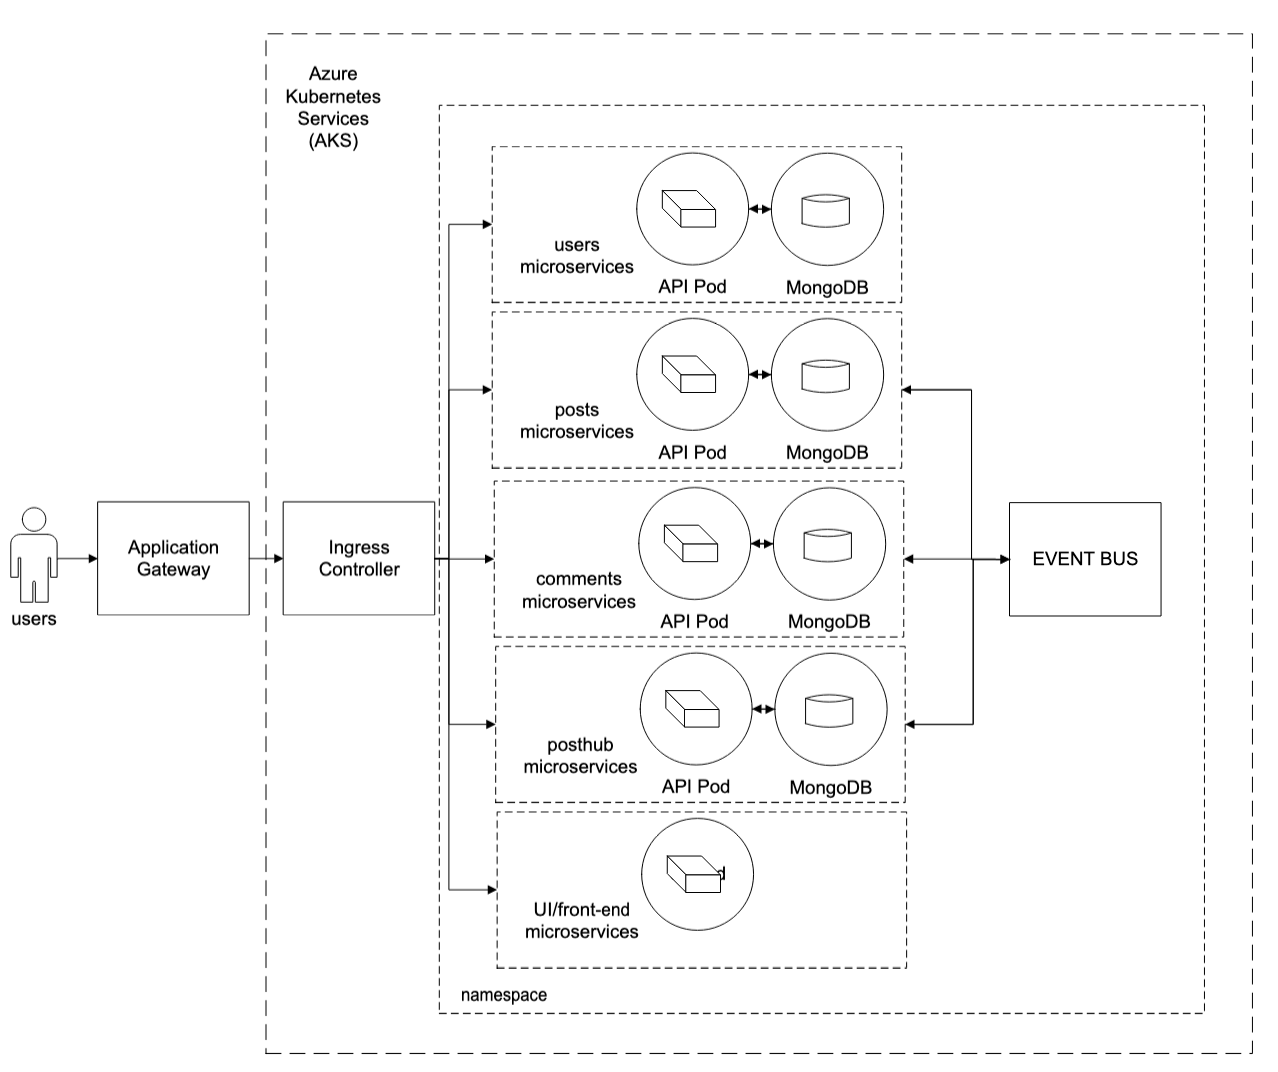 Azure
Kubernetes
Services
(AKS)
users
microservices
API Pod
MongoDB
posts
microservices
API Pod
MongoDB
users
Application
Gateway
Ingress
Controller
comments
microservices
API Pod
MongoDB
EVENT BUS
posthub
microservices
API Pod
MongoDB
UI/front-end
microservices
namespace